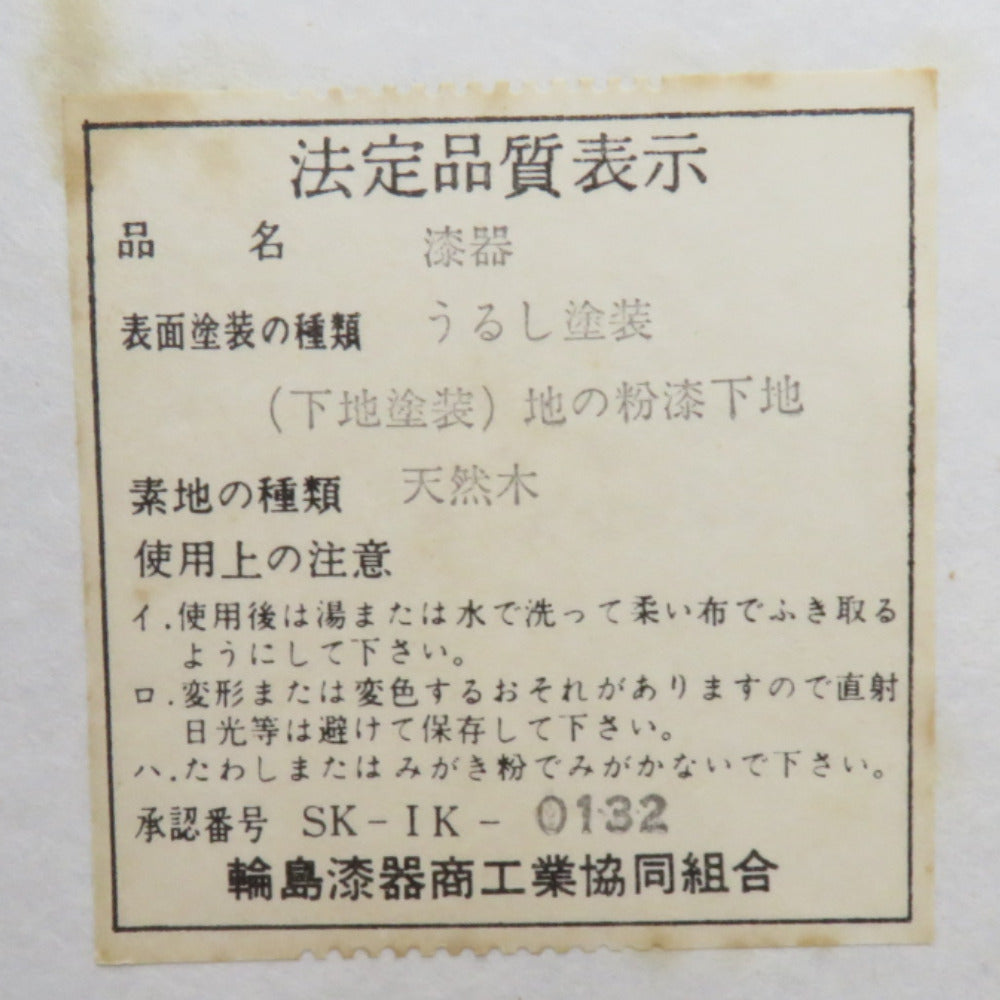 法定品質表示
品　　名　漆器
表面塗装の種類　うるし塗装
(下地塗装) 地の粉漆下地
素地の種類　天然木
使用上の注意
イ.使用後は湯または水で洗って柔い布でふき取る
ようにして下さい。
ロ.変形または変色するおそれがありますので直射
日光等は避けて保存して下さい。
ハ.たわしまたはみがき粉でみがかないで下さい。
承認番号 SK-IK-0132
輪島漆器商工業協同組合